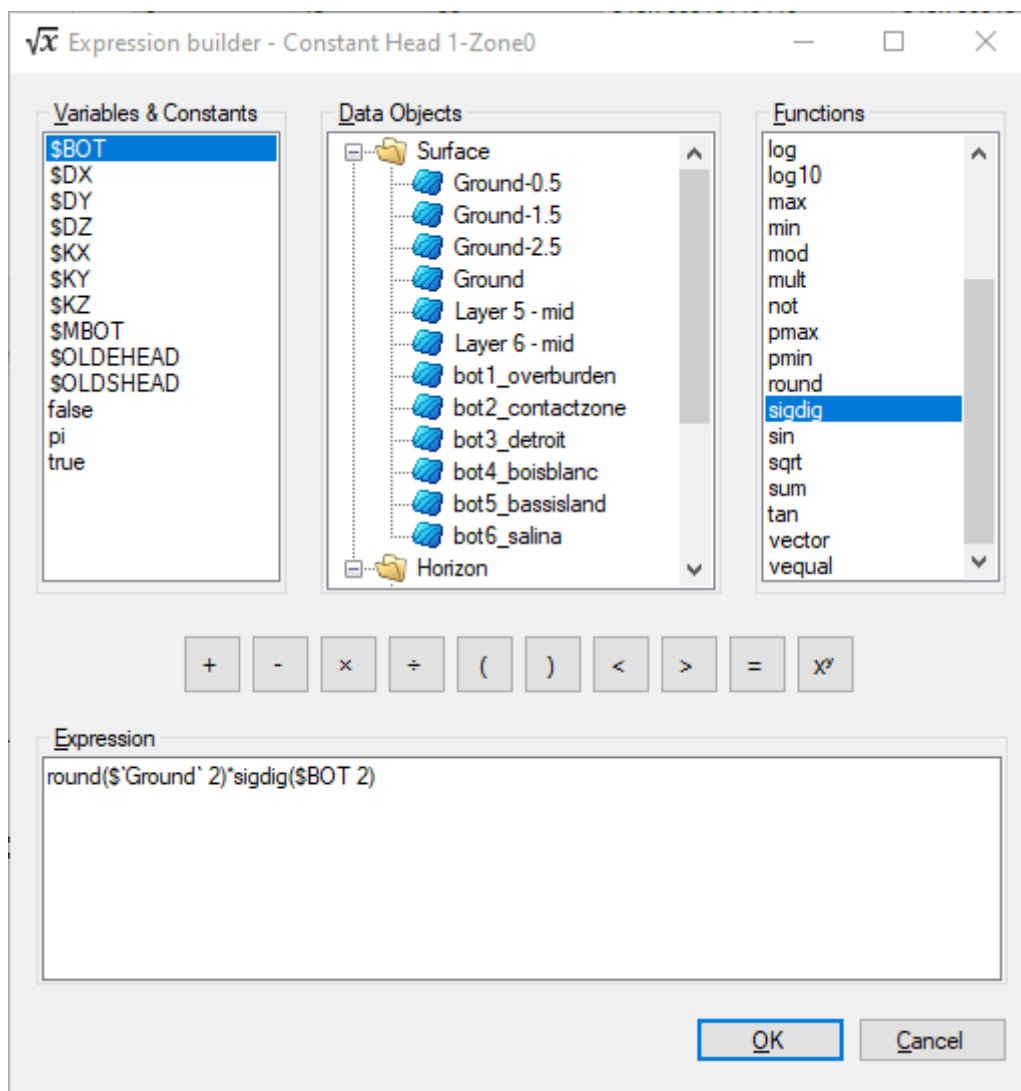 √x Expression builder - Constant Head 1-Zone0
Variables & Constants
$BOT
$DX
$DY
$DZ
$KX
$KY
$KZ
$MBOT
$OLDEHEAD
$OLDSHEAD
false
pi
true
Data Objects
Surface
Ground-0.5
Ground-1.5
Ground-2.5
Ground
Layer 5 - mid
Layer 6 - mid
bot1_overburden
bot2_contactzone
bot3_detroit
bot4_boisblanc
bot5_bassisland
bot6_salina
Horizon
Functions
log
log10
max
min
mod
mult
not
pmax
pmin
round
sigdig
sin
sqrt
sum
tan
vector
vequal
+ - × ÷ ( ) < > = xʸ
Expression
round($`Ground` 2)*sigdig($BOT 2)
OK Cancel